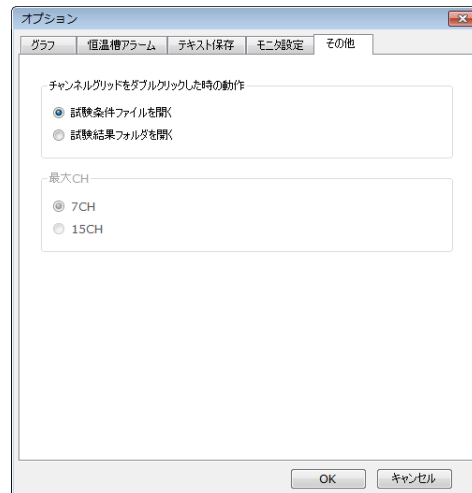 オプション
グラフ
恒温槽アラーム
テキスト保存
モニタ設定
その他
チャンネルグリッドをダブルクリックした時の動作
試験条件ファイルを開く
試験結果フォルダを開く
最大CH
7CH
15CH
OK
キャンセル